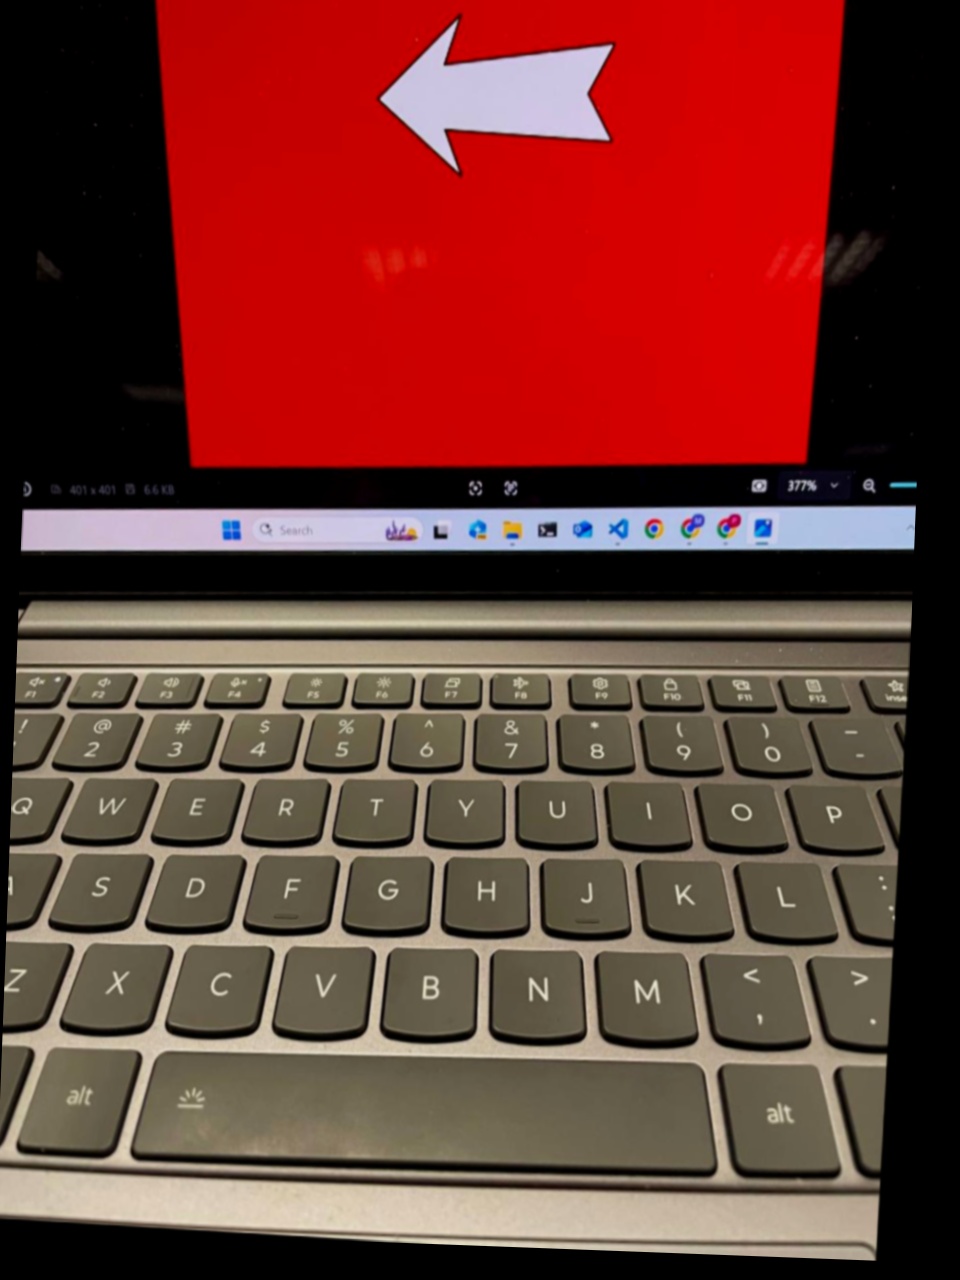 401 x 401 6.6 KB 377%
Search
F1 F2 F3 F4 F5 F6 F7 F8 F9 F10 F11 F12
! @ # $ % ^ & * ( ) _
2 3 4 5 6 7 8 9 0 -
Q W E R T Y U I O P
S D F G H J K L :
;
Z X C V B N M < >
, .
alt alt